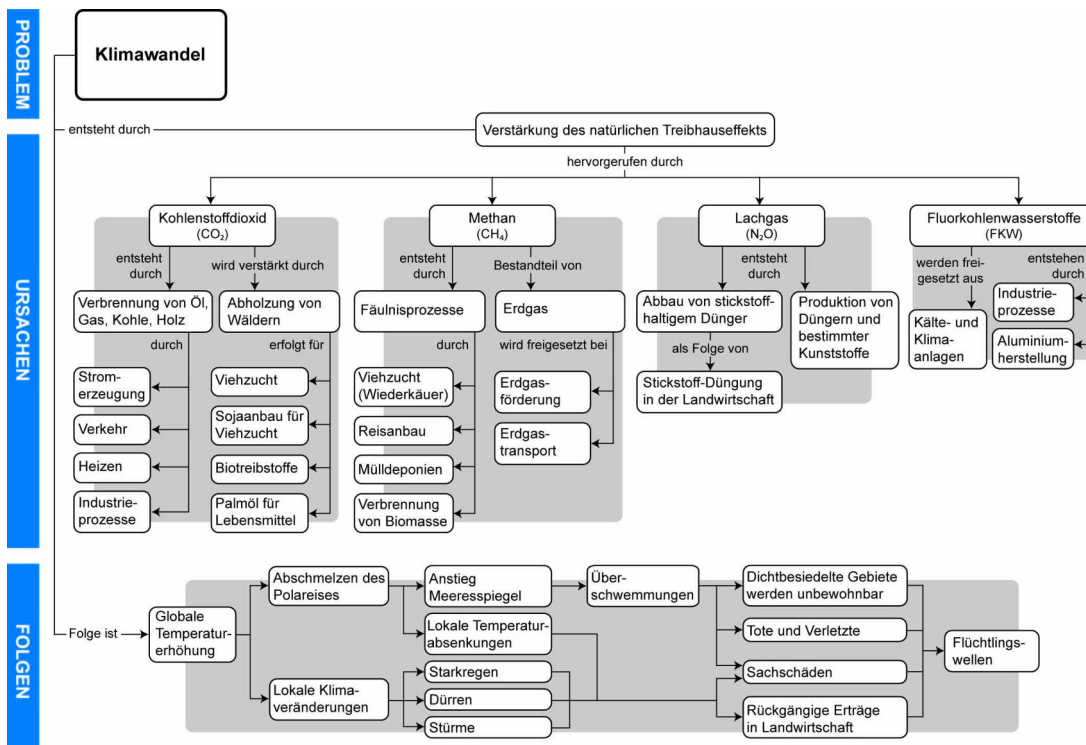 PROBLEM
Klimawandel
entsteht durch
Verstärkung des natürlichen Treibhauseffekts
hervorgerufen durch
URSACHEN
Kohlenstoffdioxid
(CO₂)
entsteht
durch
wird verstärkt durch
Verbrennung von Öl,
Gas, Kohle, Holz
Abholzung von
Wäldern
durch
erfolgt für
Strom-
erzeugung
Verkehr
Heizen
Industrie-
prozesse
Viehzucht
Sojaanbau für
Viehzucht
Biotreibstoffe
Palmöl für
Lebensmittel
Methan
(CH₄)
entsteht
durch
Bestandteil von
Fäulnisprozesse
Erdgas
durch
wird freigesetzt bei
Viehzucht
(Wiederkäuer)
Reisanbau
Mülldeponien
Verbrennung
von Biomasse
Erdgas-
förderung
Erdgas-
transport
Lachgas
(N₂O)
entsteht
durch
Abbau von stickstoff-
haltigem Dünger
Produktion von
Düngern und
bestimmter
Kunststoffe
als Folge von
Stickstoff-Düngung
in der Landwirtschaft
Fluorkohlenwasserstoffe
(FKW)
werden frei-
gesetzt aus
entstehen
durch
Kälte- und
Klima-
anlagen
Industrie-
prozesse
Aluminium-
herstellung
FOLGEN
Folge ist
Globale
Temperatur-
erhöhung
Abschmelzen des
Polareises
Lokale Klima-
veränderungen
Anstieg
Meeresspiegel
Lokale Temperatur-
absenkungen
Starkregen
Dürren
Stürme
Über-
schwemmungen
Dichtbesiedelte Gebiete
werden unbewohnbar
Tote und Verletzte
Sachschäden
Rückgängige Erträge
in Landwirtschaft
Flüchtlings-
wellen